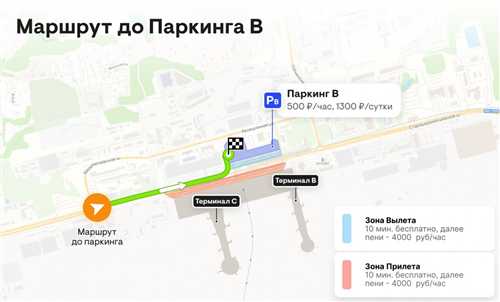 Маршрут до Паркинга В
Паркинг В
500 ₽/час, 1300 ₽/сутки
Терминал В
Терминал С
Маршрут
до паркинга
Зона Вылета
10 мин. бесплатно, далее
пени - 4000 руб/час
Зона Прилета
10 мин. бесплатно, далее
пени - 4000 руб/час